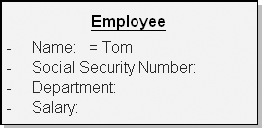 Employee
- Name: = Tom
- Social Security Number:
- Department:
- Salary: